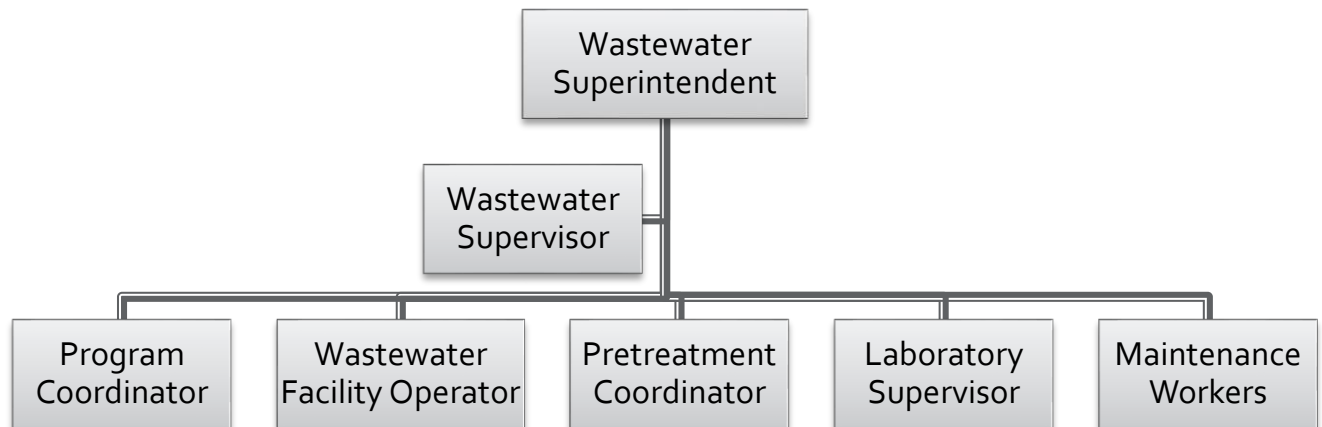 Wastewater
Superintendent
Wastewater
Supervisor
Program
Coordinator
Wastewater
Facility Operator
Pretreatment
Coordinator
Laboratory
Supervisor
Maintenance
Workers